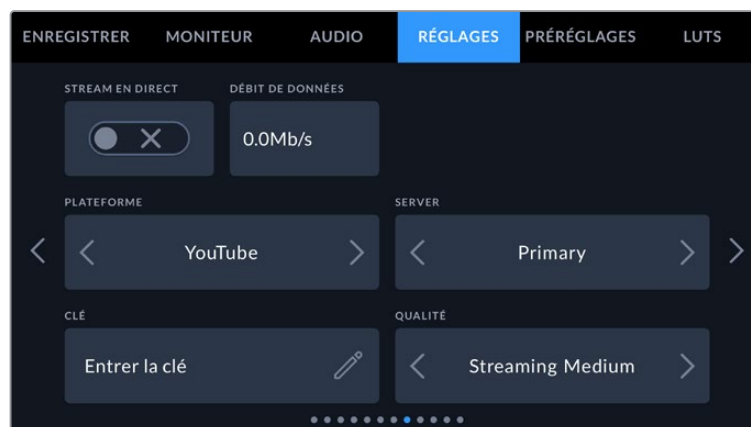 ENREGISTRER MONITEUR AUDIO RÉGLAGES PRÉRÉGLAGES LUTS
STREAM EN DIRECT DÉBIT DE DONNÉES
0.0Mb/s
PLATEFORME SERVER
YouTube Primary
CLÉ QUALITÉ
Entrer la clé Streaming Medium